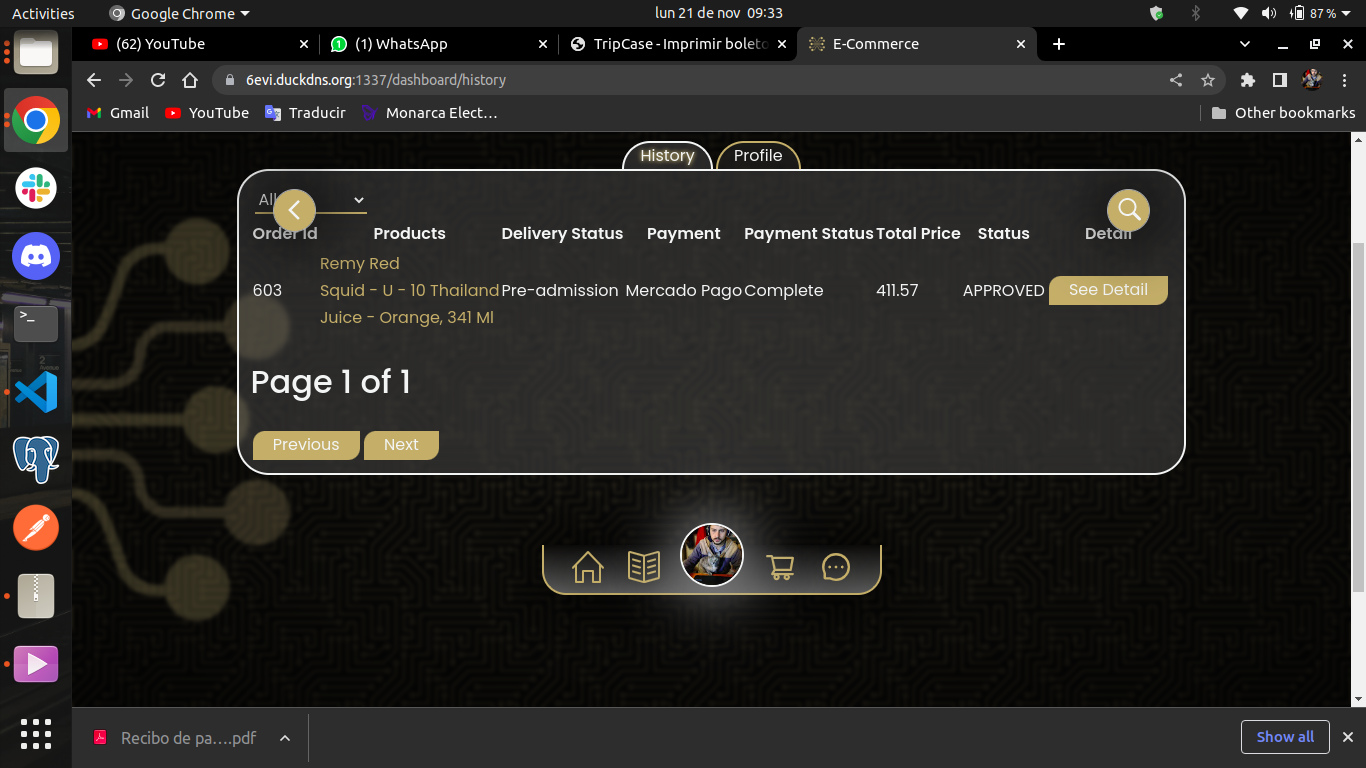 Activities Google Chrome lun 21 de nov 09:33 87 %
(62) YouTube (1) WhatsApp TripCase - Imprimir boleto E-Commerce
6evi.duckdns.org:1337/dashboard/history
Gmail YouTube Traducir Monarca Elect… Other bookmarks
History Profile
All
Order Id Products Delivery Status Payment Payment Status Total Price Status Detail
Remy Red
603 Squid - U - 10 Thailand Pre-admission Mercado Pago Complete 411.57 APPROVED See Detail
Juice - Orange, 341 Ml
Page 1 of 1
Previous Next
Recibo de pa….pdf Show all